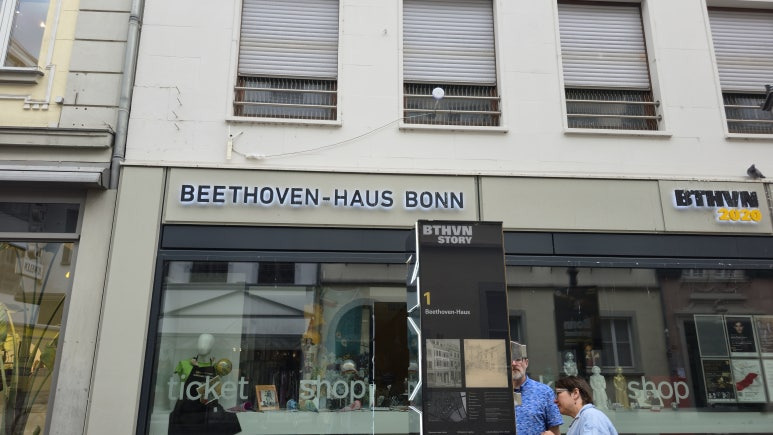 BEETHOVEN-HAUS BONN
BTHVN
2020
BTHVN
STORY
1
Beethoven-Haus
ticket shop
shop